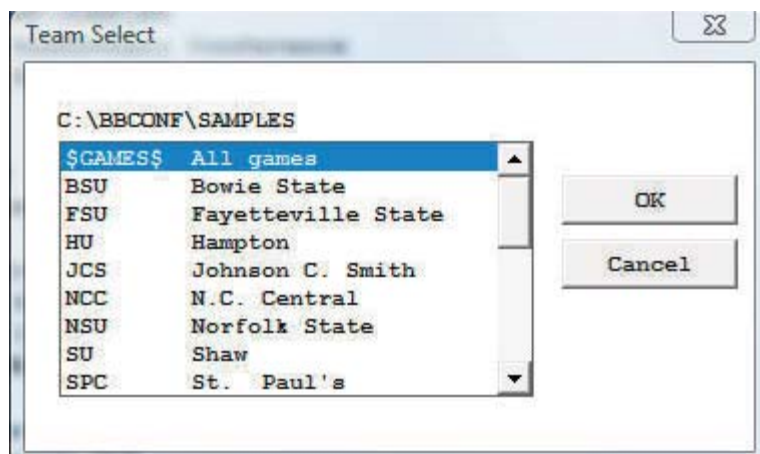 Team Select
C:\BBCONF\SAMPLES
$GAMES$ All games
BSU Bowie State
FSU Fayetteville State
HU Hampton
JCS Johnson C. Smith
NCC N.C. Central
NSU Norfolk State
SU Shaw
SPC St. Paul's
OK
Cancel